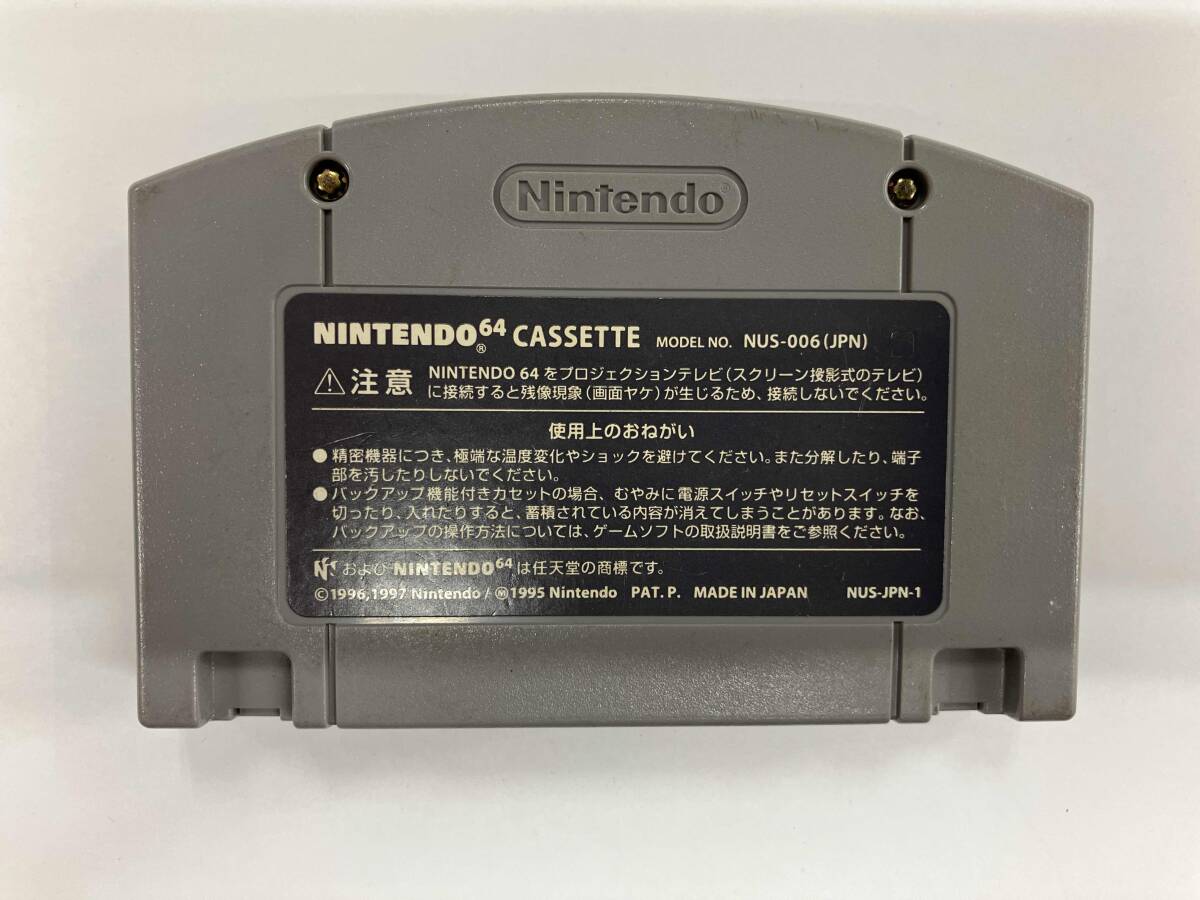 Nintendo®
NINTENDO64® CASSETTE MODEL NO. NUS-006(JPN)
⚠注意 NINTENDO 64をプロジェクションテレビ(スクリーン投影式のテレビ)
に接続すると残像現象(画面ヤケ)が生じるため、接続しないでください。
使用上のおねがい
●精密機器につき、極端な温度変化やショックを避けてください。また分解したり、端子
部を汚したりしないでください。
●バックアップ機能付きカセットの場合、むやみに電源スイッチやリセットスイッチを
切ったり、入れたりすると、蓄積されている内容が消えてしまうことがあります。なお、
バックアップの操作方法については、ゲームソフトの取扱説明書をご参照ください。
および NINTENDO64は任天堂の商標です。
©1996,1997 Nintendo/Ⓜ1995 Nintendo PAT. P. MADE IN JAPAN NUS-JPN-1